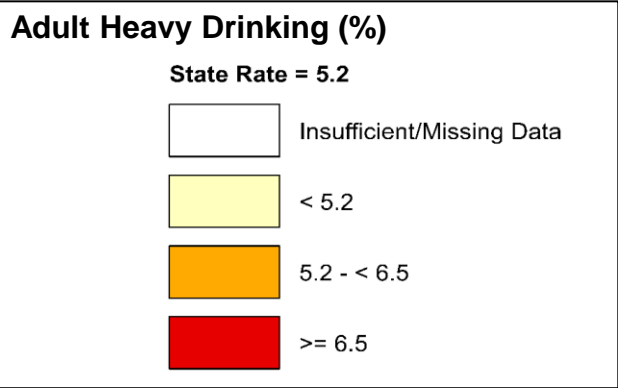 Adult Heavy Drinking (%)
State Rate = 5.2
Insufficient/Missing Data
< 5.2
5.2 - < 6.5
>= 6.5